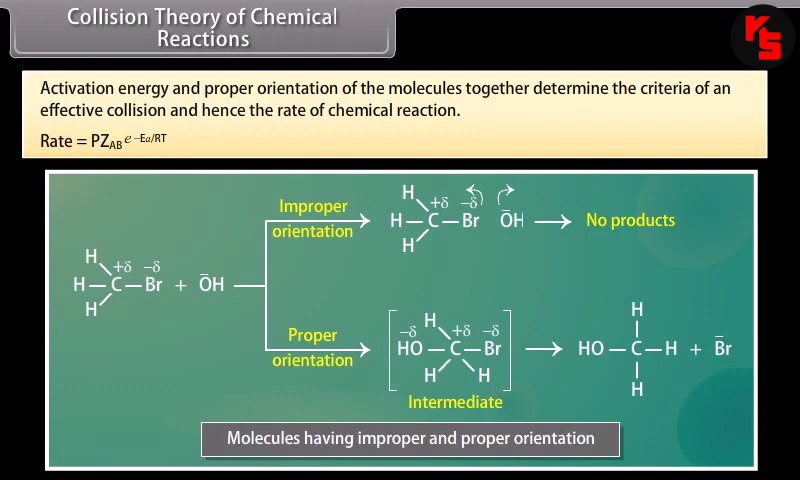 Collision Theory of Chemical
Reactions
KS
Activation energy and proper orientation of the molecules together determine the criteria of an
effective collision and hence the rate of chemical reaction.
Rate = PZAB e –Ea/RT
H
+δ –δ
H — C — Br + ŌH
H
Improper
orientation
H
+δ –δ
H — C — Br ŌH
H
No products
Proper
orientation
–δ H +δ –δ
HO — C — Br
H H
Intermediate
H
HO — C — H + B̄r
H
Molecules having improper and proper orientation